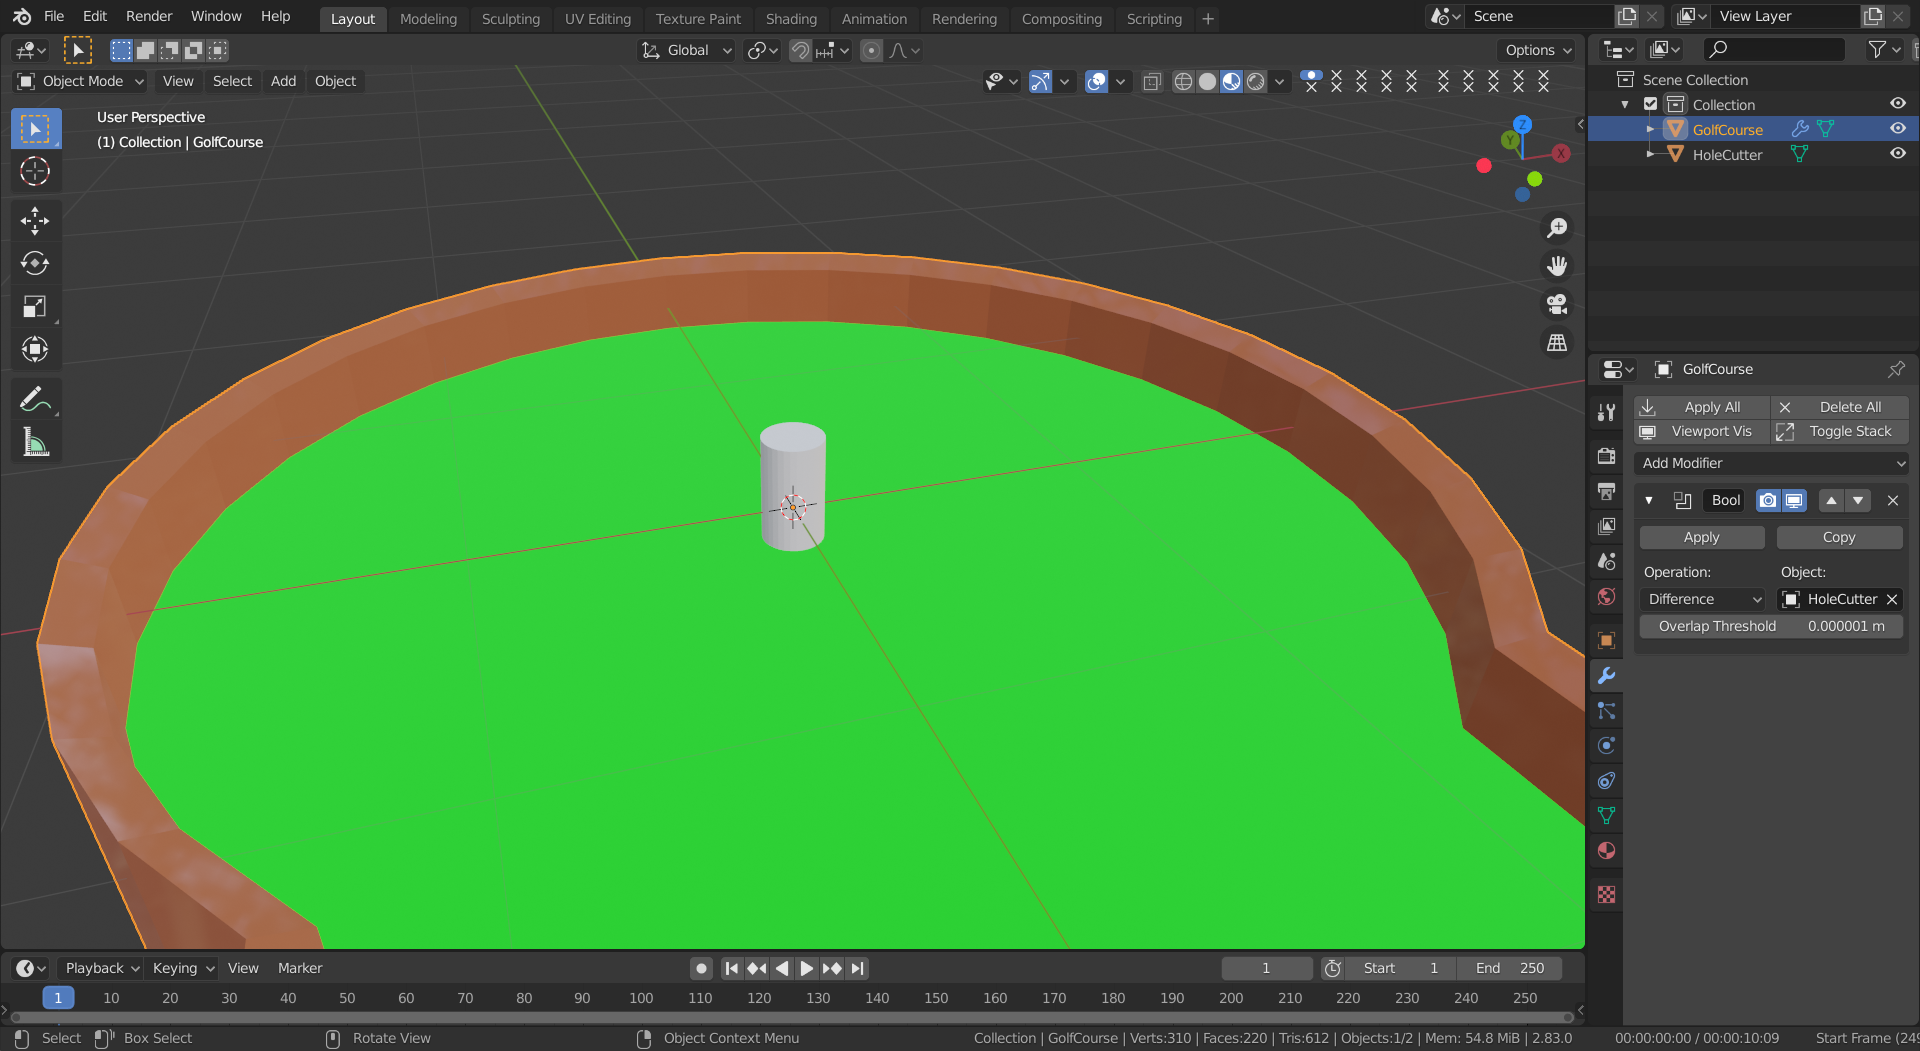 File Edit Render Window Help Layout Modeling Sculpting UV Editing Texture Paint Shading Animation Rendering Compositing Scripting + Scene View Layer
Global Options
Object Mode View Select Add Object
User Perspective
(1) Collection | GolfCourse
Z
Y
X
Scene Collection
Collection
GolfCourse
HoleCutter
GolfCourse
Apply All Delete All
Viewport Vis Toggle Stack
Add Modifier
Bool
Apply Copy
Operation: Object:
Difference HoleCutter
Overlap Threshold 0.000001 m
Playback Keying View Marker 1 Start 1 End 250
1 10 20 30 40 50 60 70 80 90 100 110 120 130 140 150 160 170 180 190 200 210 220 230 240 250
Select Box Select Rotate View Object Context Menu Collection | GolfCourse | Verts:310 | Faces:220 | Tris:612 | Objects:1/2 | Mem: 54.8 MiB | 2.83.0 00:00:00:00 / 00:00:10:09 Start Frame (249